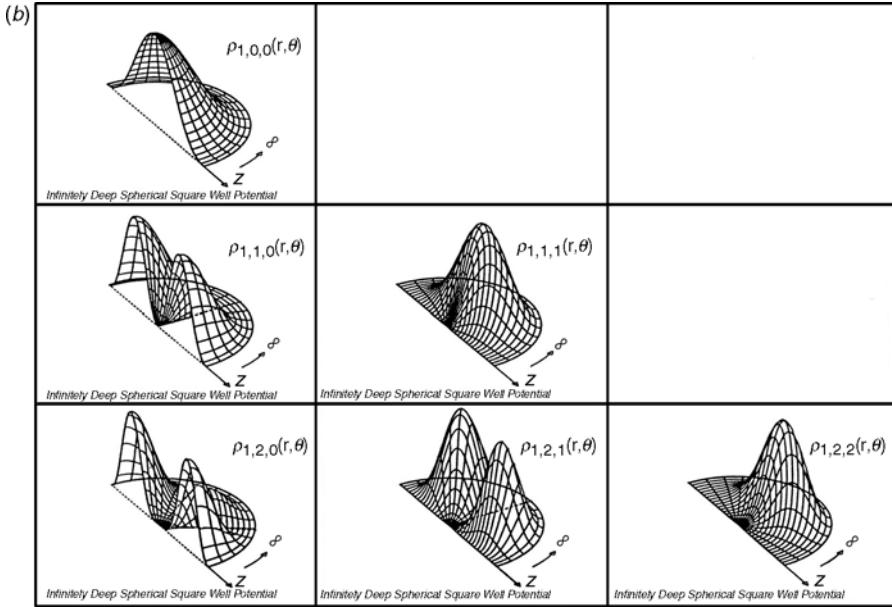 (b)
ρ1,0,0(r,θ)
∞
Z
Infinitely Deep Spherical Square Well Potential
ρ1,1,0(r,θ)
∞
Z
Infinitely Deep Spherical Square Well Potential
ρ1,1,1(r,θ)
∞
Z
Infinitely Deep Spherical Square Well Potential
ρ1,2,0(r,θ)
∞
Z
Infinitely Deep Spherical Square Well Potential
ρ1,2,1(r,θ)
∞
Z
Infinitely Deep Spherical Square Well Potential
ρ1,2,2(r,θ)
∞
Z
Infinitely Deep Spherical Square Well Potential